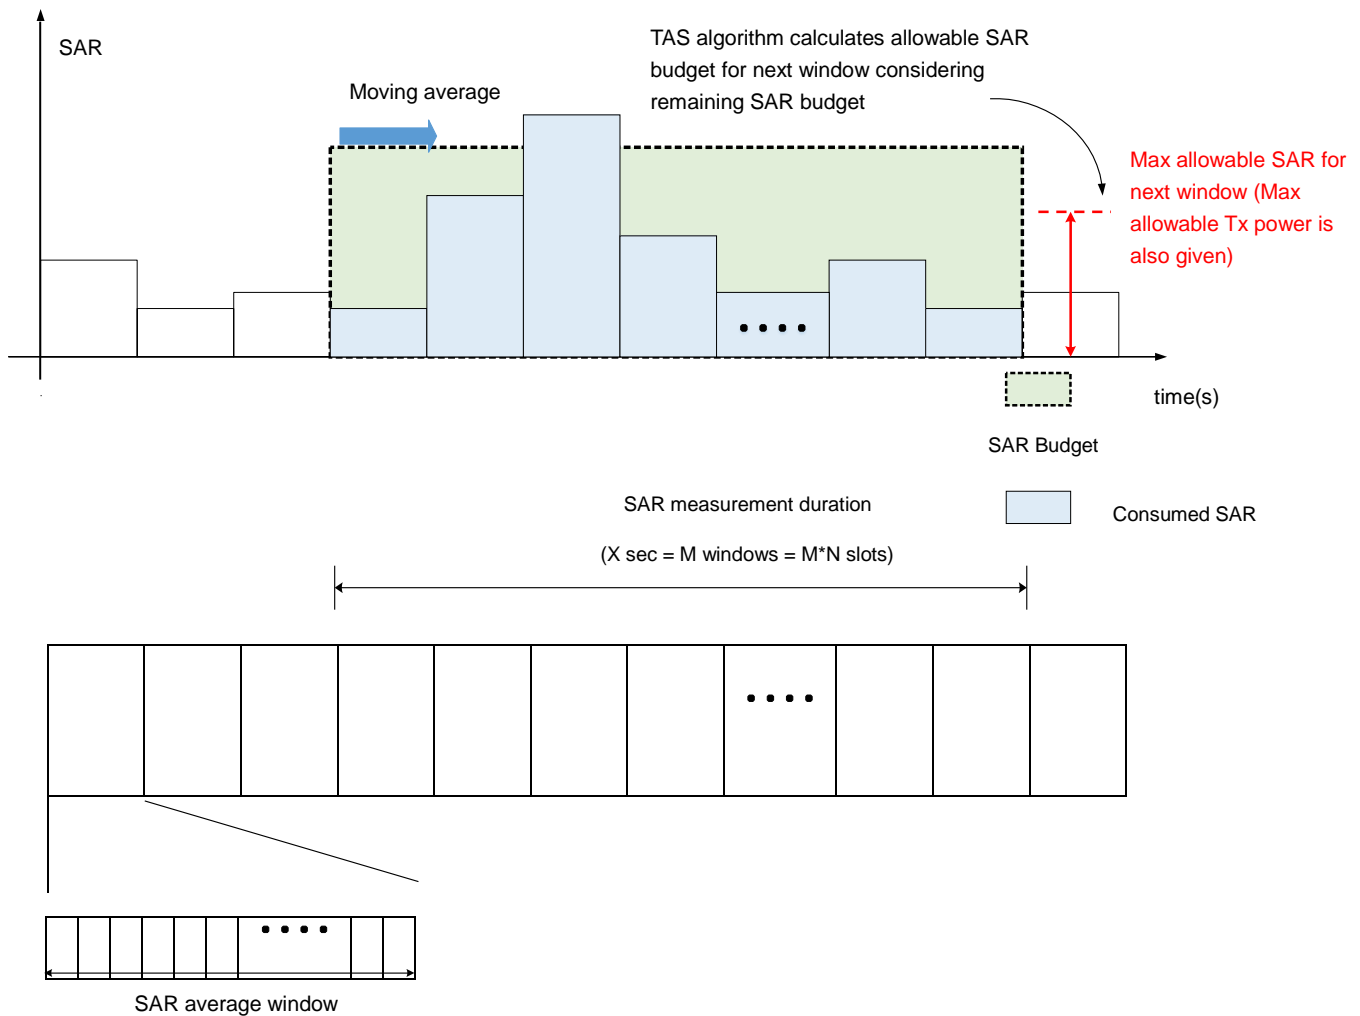 SAR
TAS algorithm calculates allowable SAR
budget for next window considering
remaining SAR budget
Moving average
Max allowable SAR for
next window (Max
allowable Tx power is
also given)
time(s)
SAR Budget
SAR measurement duration
Consumed SAR
(X sec = M windows = M*N slots)
SAR average window